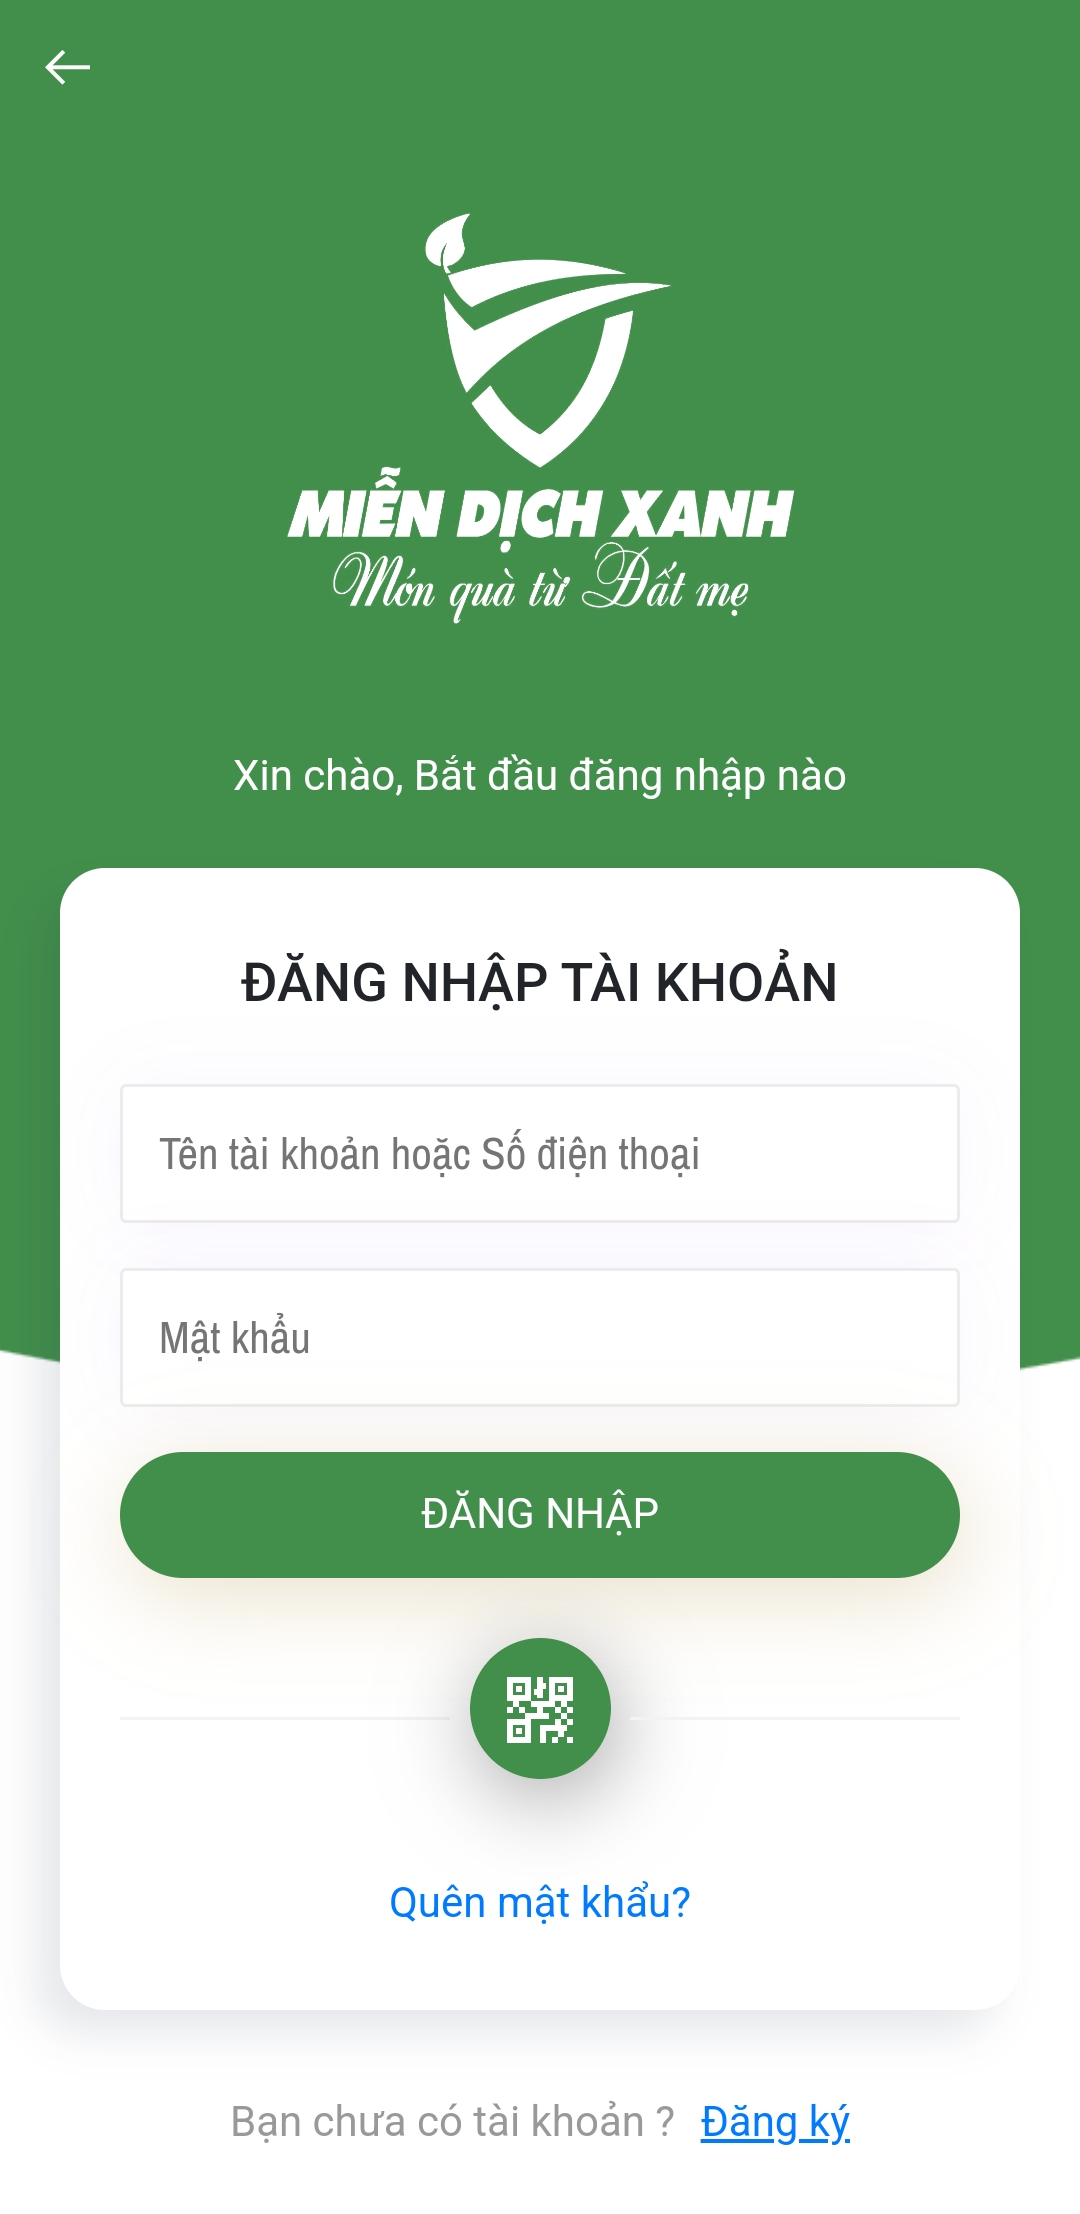 MIỄN DỊCH XANH
Món quà từ Đất mẹ
Xin chào, Bắt đầu đăng nhập nào
ĐĂNG NHẬP TÀI KHOẢN
Tên tài khoản hoặc Số điện thoại
Mật khẩu
ĐĂNG NHẬP
Quên mật khẩu?
Bạn chưa có tài khoản ? Đăng ký